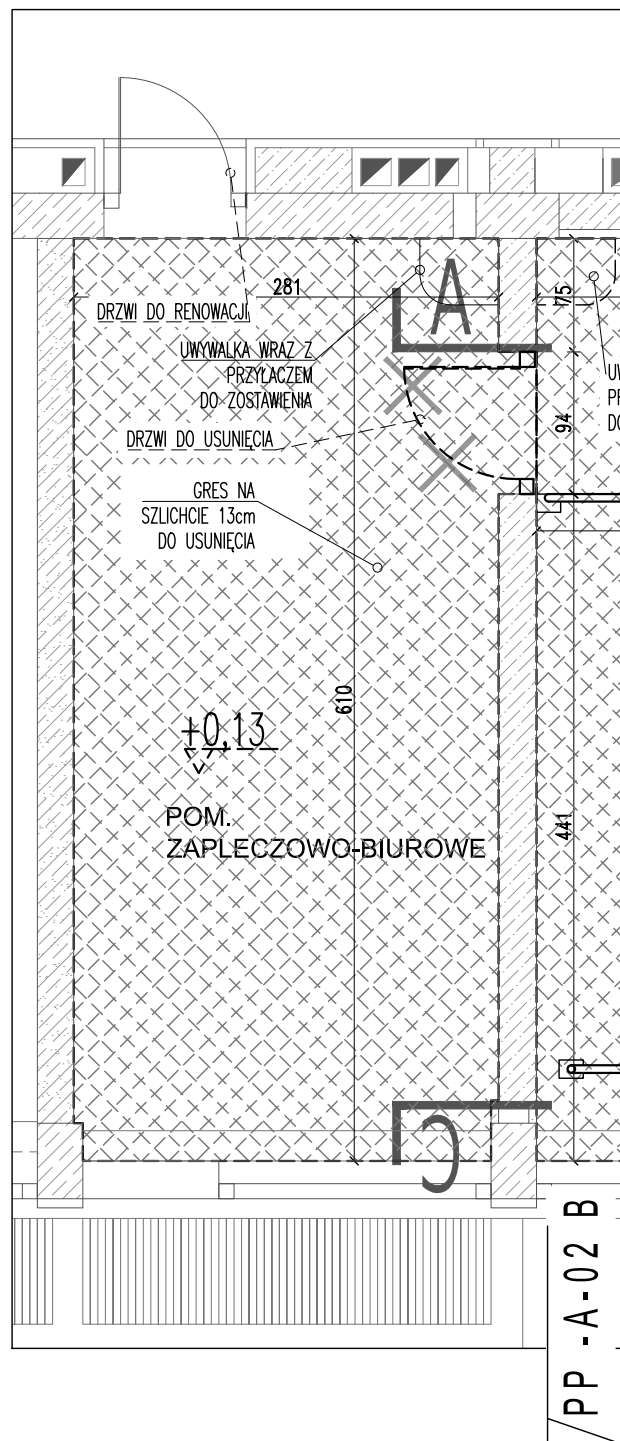 281
A
75
DRZWI DO RENOWACJI
UWYWALKA WRAZ Z
PRZYŁACZEM
DO ZOSTAWIENIA
94
DRZWI DO USUNIĘCIA
GRES NA
SZLICHCIE 13cm
DO USUNIĘCIA
610
+0,13
POM.
ZAPLECZOWO-BIUROWE
441
C
PP -A-02 B